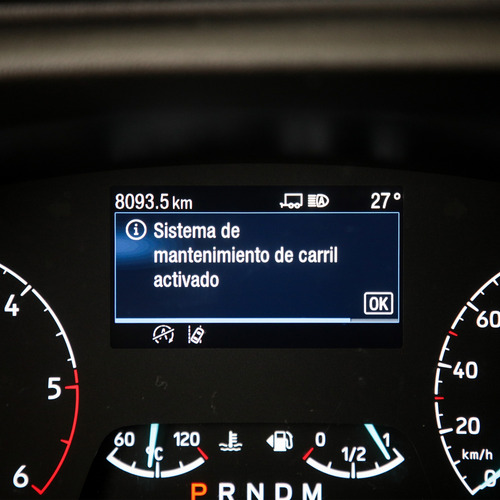 8093.5 km 27°
Sistema de
mantenimiento de carril
activado
OK
4
5
6
60 °C 120
0 1/2 1
60
40
20
km/h
0
P R N D M